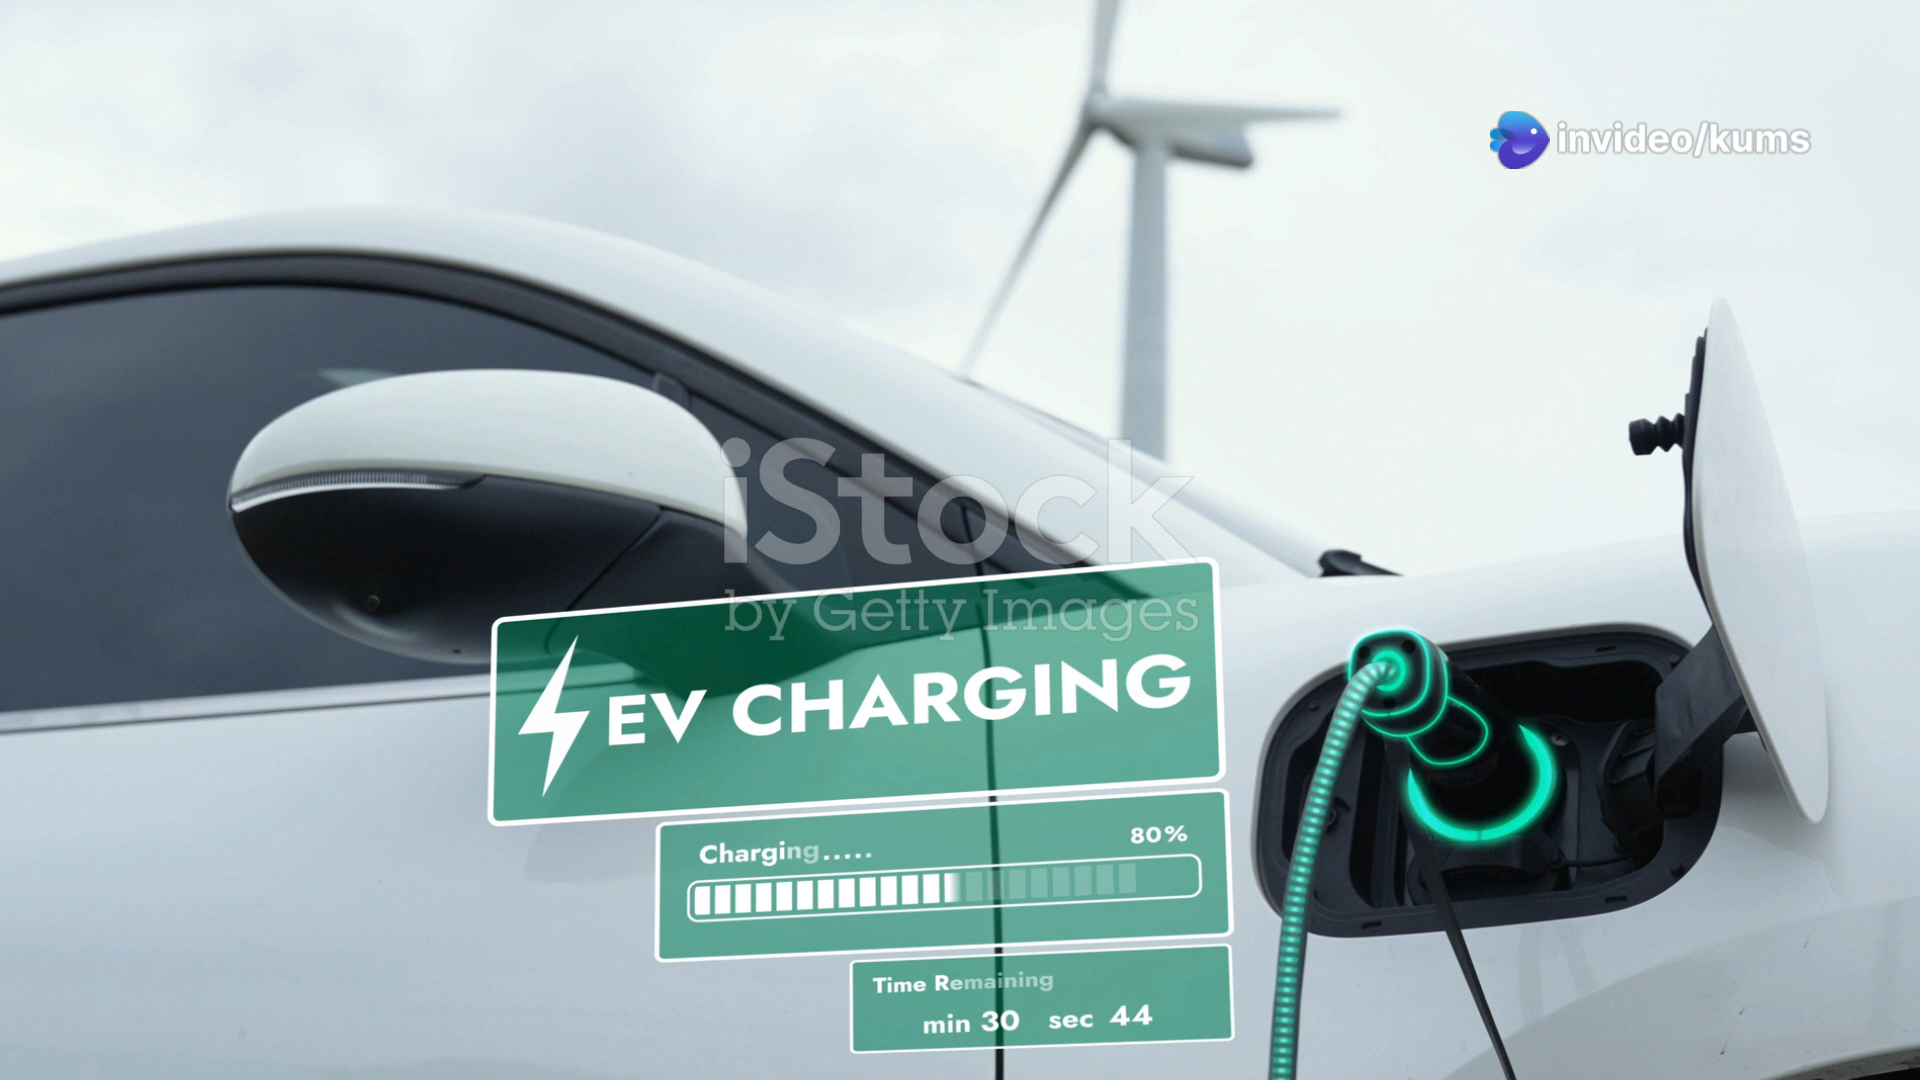 invideo/kums
iStock
by Getty Images
EV CHARGING
Charging.....
80%
Time Remaining
min 30 sec 44